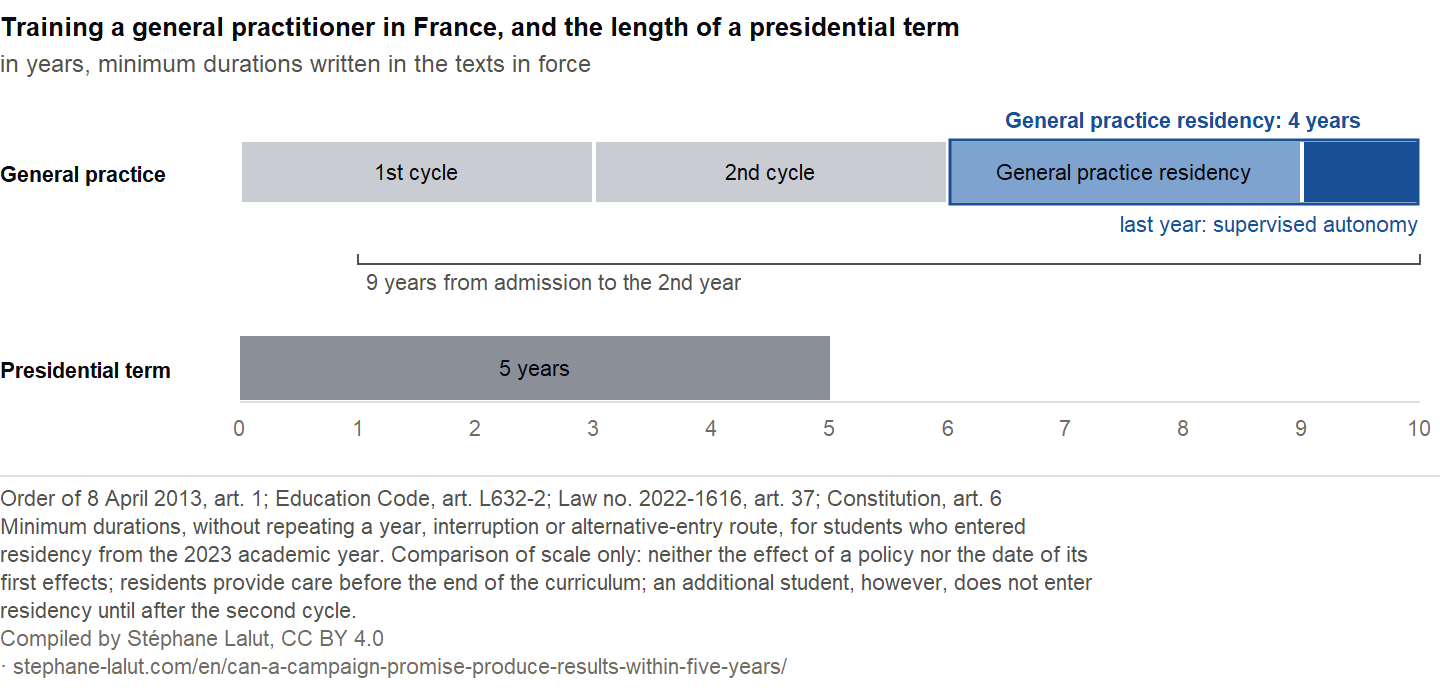 Training a general practitioner in France, and the length of a presidential term
in years, minimum durations written in the texts in force
General practice residency: 4 years
General practice
1st cycle
2nd cycle
General practice residency
last year: supervised autonomy
9 years from admission to the 2nd year
Presidential term
5 years
0 1 2 3 4 5 6 7 8 9 10
Order of 8 April 2013, art. 1; Education Code, art. L632-2; Law no. 2022-1616, art. 37; Constitution, art. 6
Minimum durations, without repeating a year, interruption or alternative-entry route, for students who entered
residency from the 2023 academic year. Comparison of scale only: neither the effect of a policy nor the date of its
first effects; residents provide care before the end of the curriculum; an additional student, however, does not enter
residency until after the second cycle.
Compiled by Stéphane Lalut, CC BY 4.0
· stephane-lalut.com/en/can-a-campaign-promise-produce-results-within-five-years/